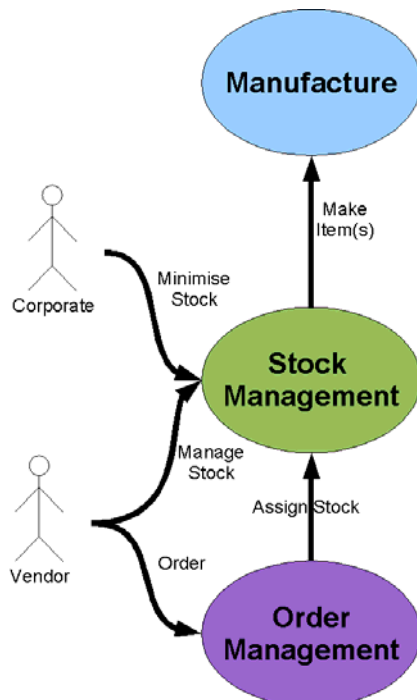 Manufacture
Make
Item(s)
Corporate
Minimise
Stock
Stock
Management
Manage
Stock
Vendor
Assign Stock
Order
Order
Management